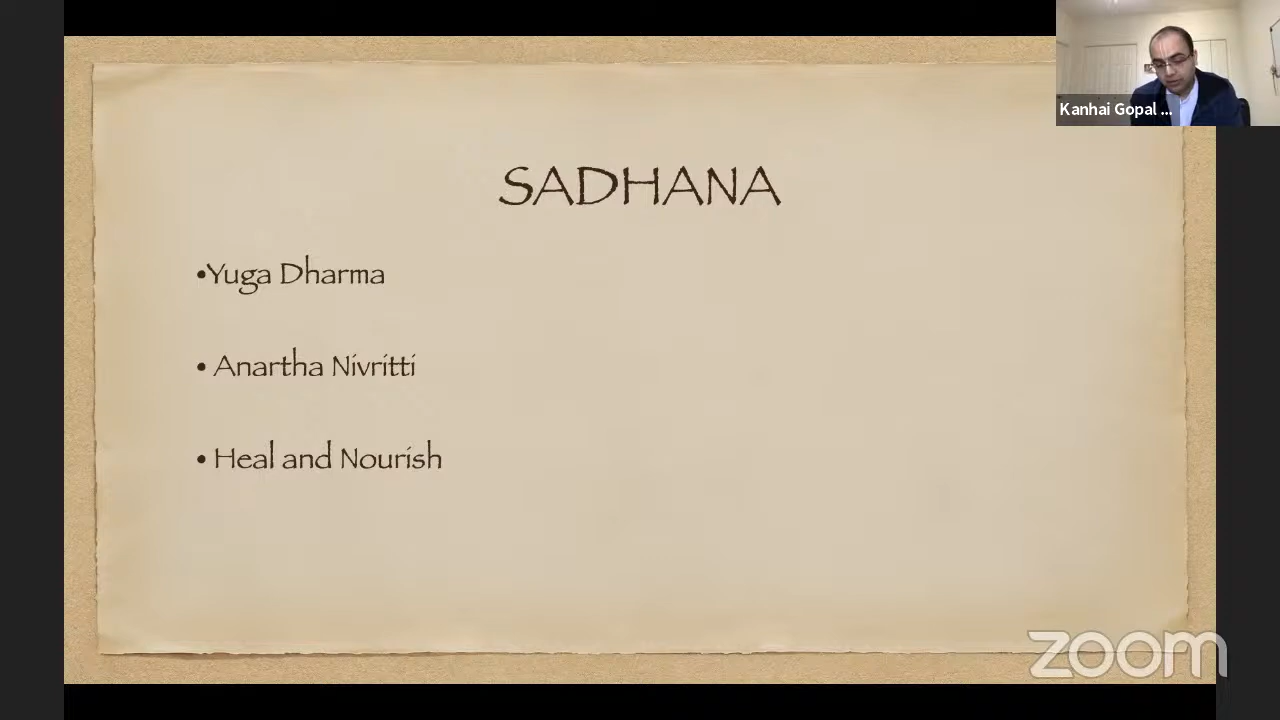 Kanhai Gopal ...
SADHANA
•Yuga Dharma
• Anartha Nivritti
• Heal and Nourish
zoom